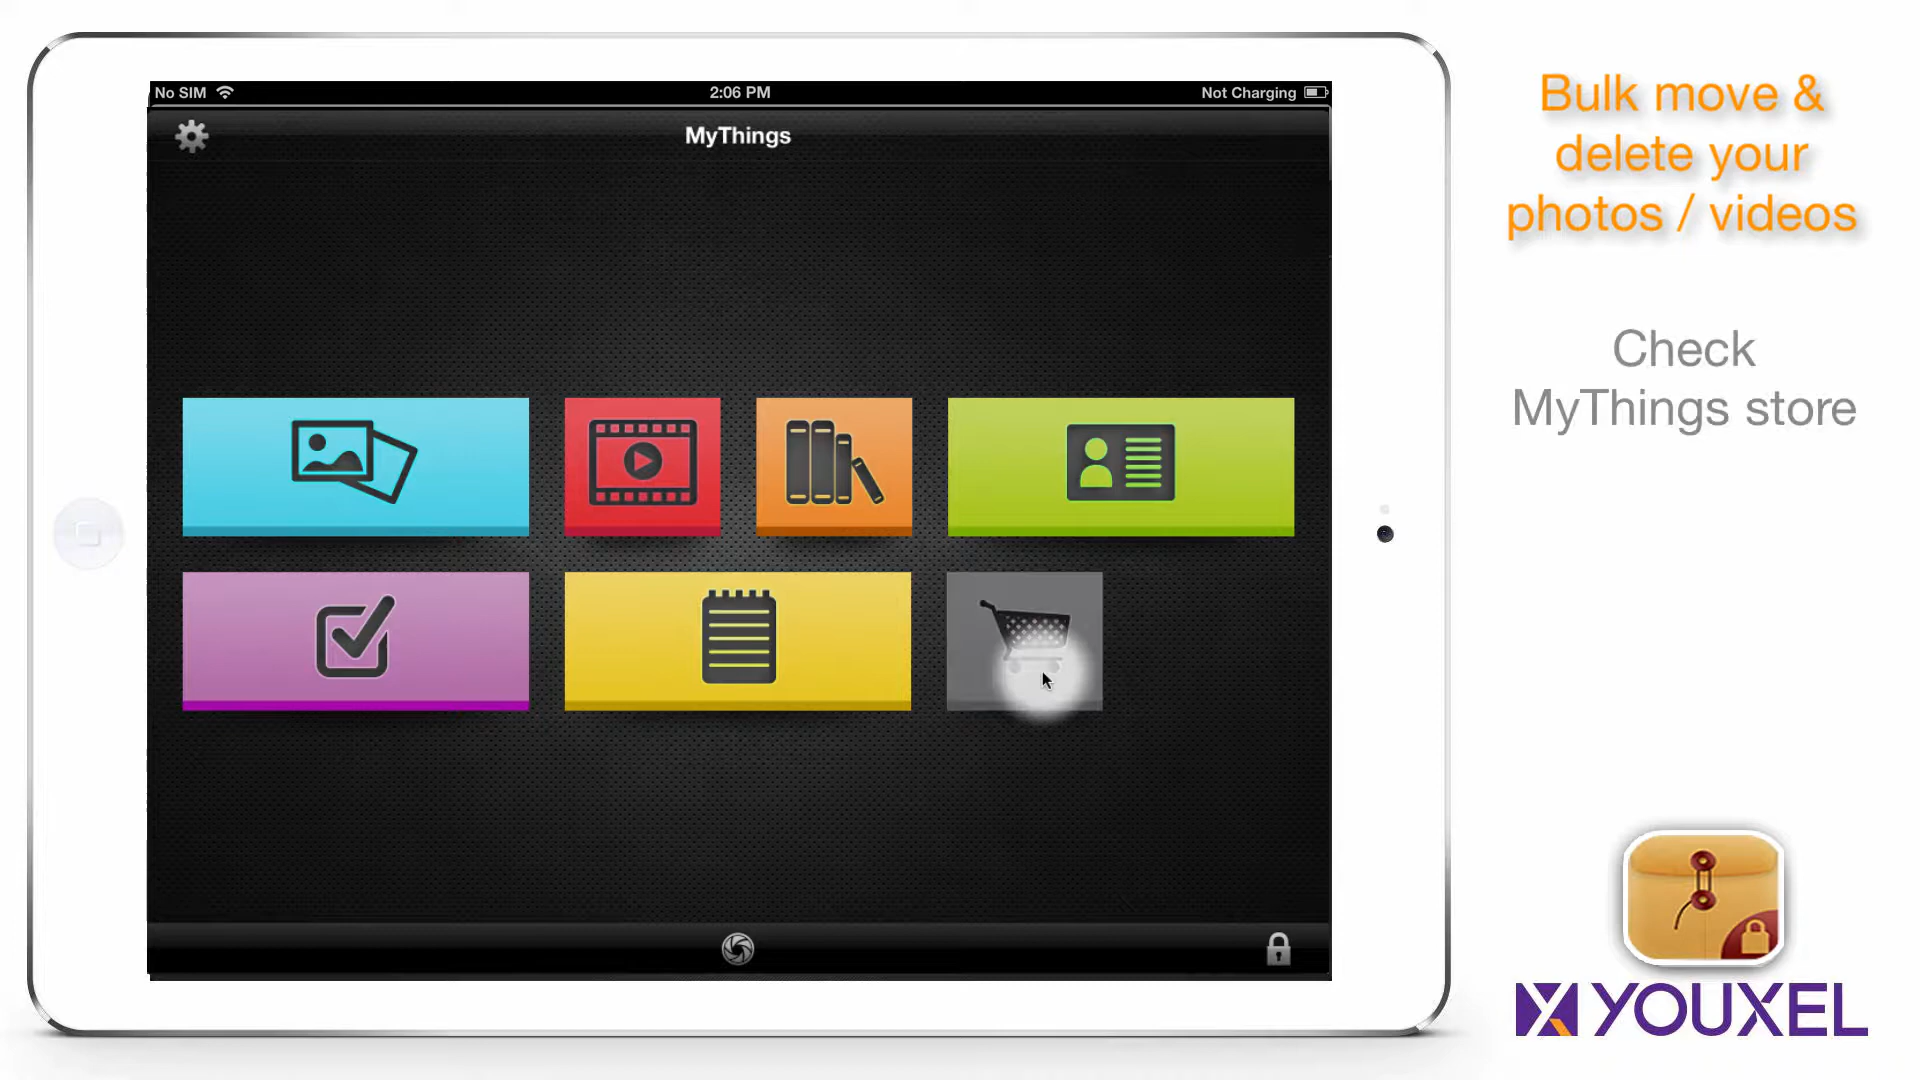 No SIM
2:06 PM
Not Charging
MyThings
Bulk move &
delete your
photos / videos
Check
MyThings store
YOUXEL